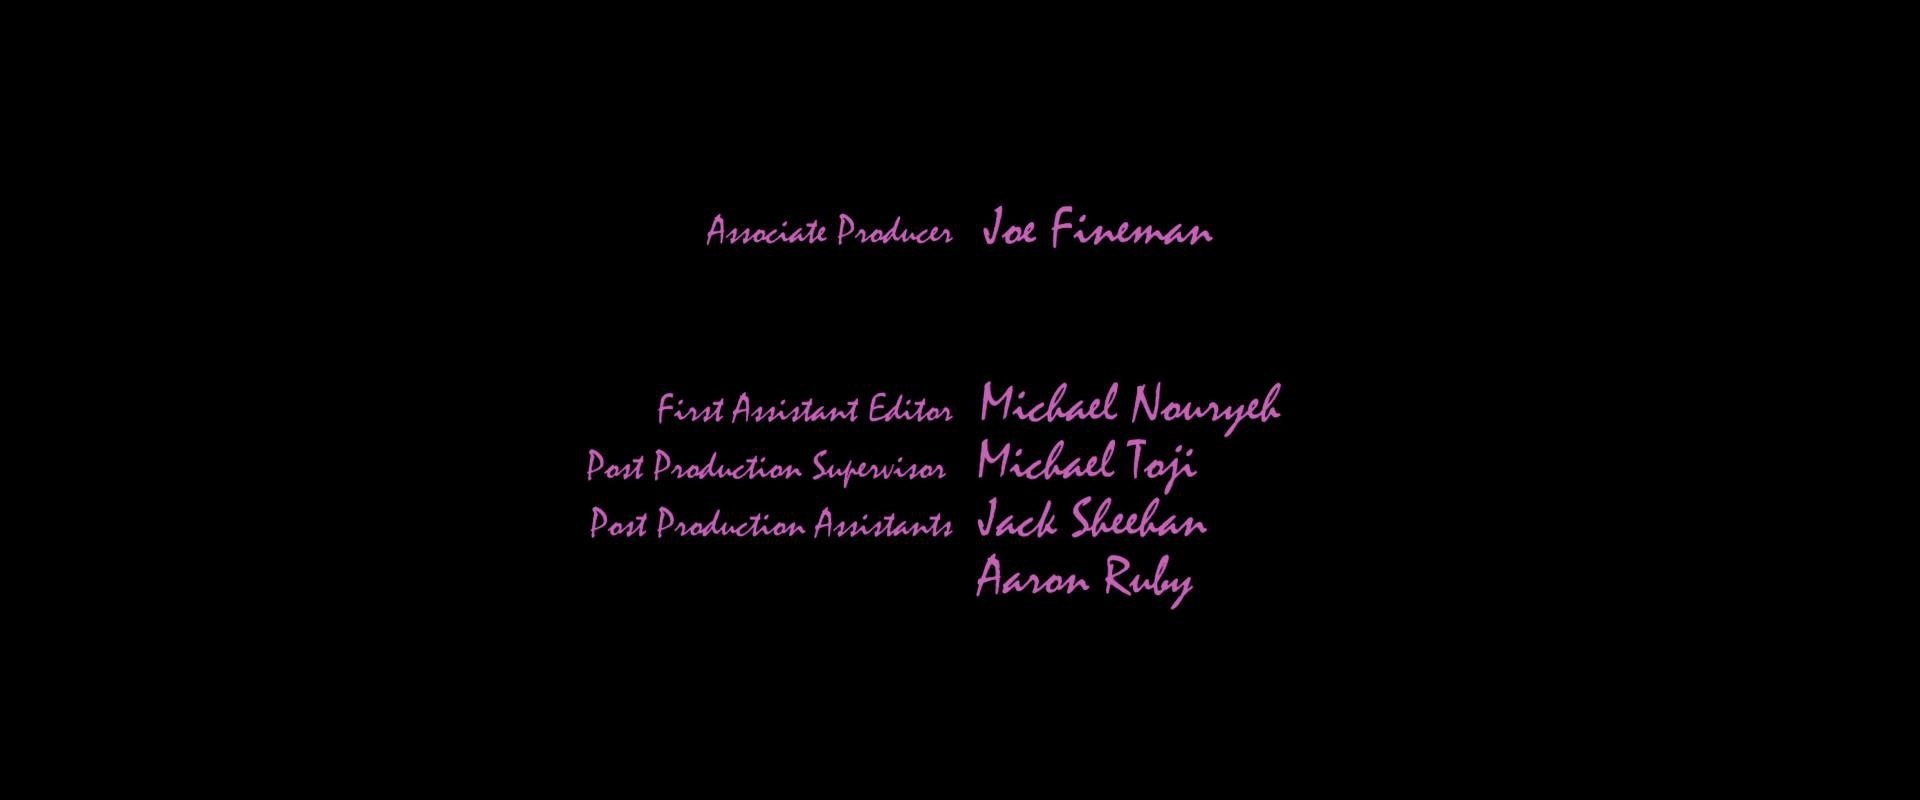 Associate Producer Joe Fineman
First Assistant Editor Michael Nouryeh
Post Production Supervisor Michael Toji
Post Production Assistants Jack Sheehan
Aaron Ruby